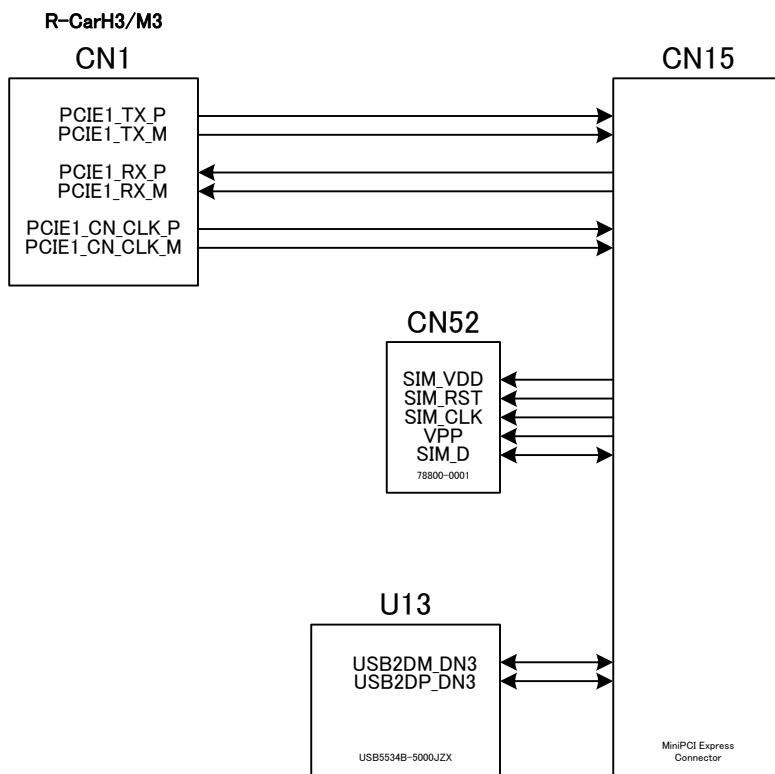 R-CarH3/M3
CN1
CN15
PCIE1_TX_P
PCIE1_TX_M
PCIE1_RX_P
PCIE1_RX_M
PCIE1_CN_CLK_P
PCIE1_CN_CLK_M
CN52
SIM_VDD
SIM_RST
SIM_CLK
VPP
SIM_D
78800-0001
U13
USB2DM_DN3
USB2DP_DN3
USB5534B-5000JZX
MiniPCI Express
Connector